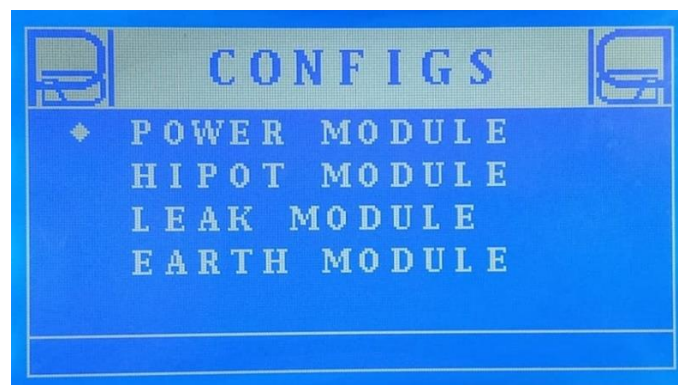 CONFIGS
POWER MODULE
HIPOT MODULE
LEAK MODULE
EARTH MODULE